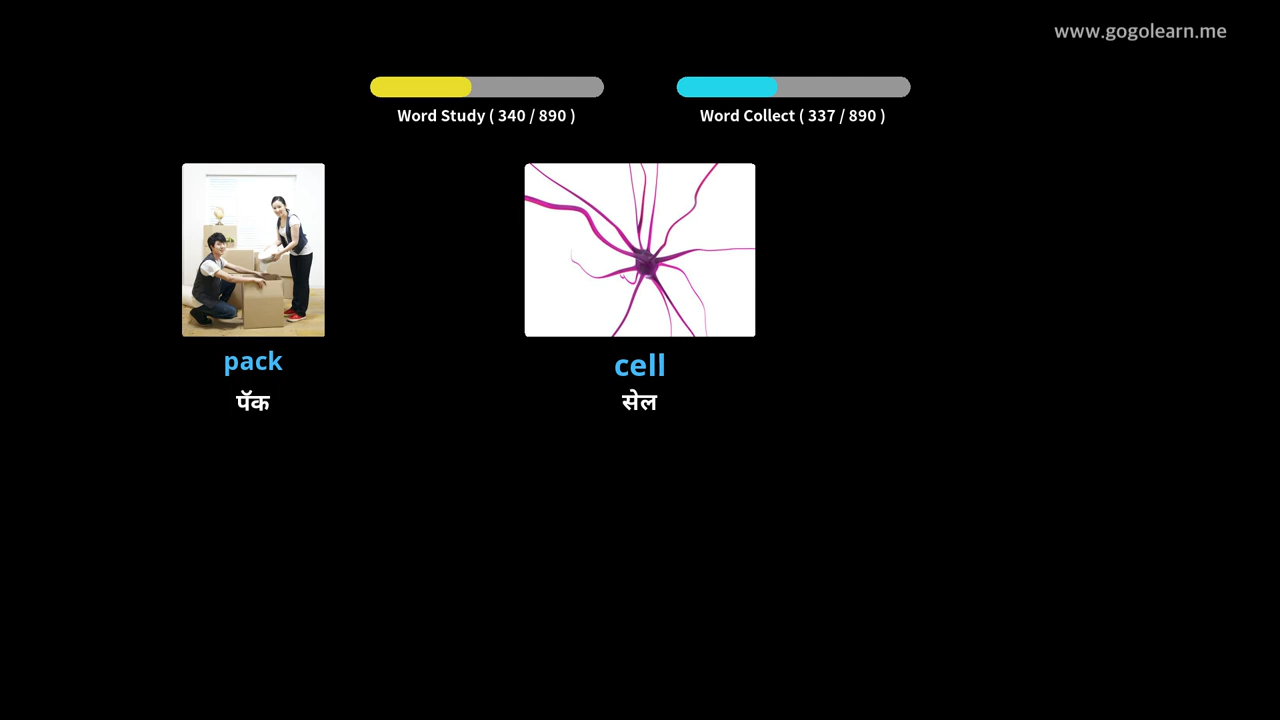 www.gogolearn.me
Word Study ( 340 / 890 )
Word Collect ( 337 / 890 )
pack
पॅक
cell
सेल